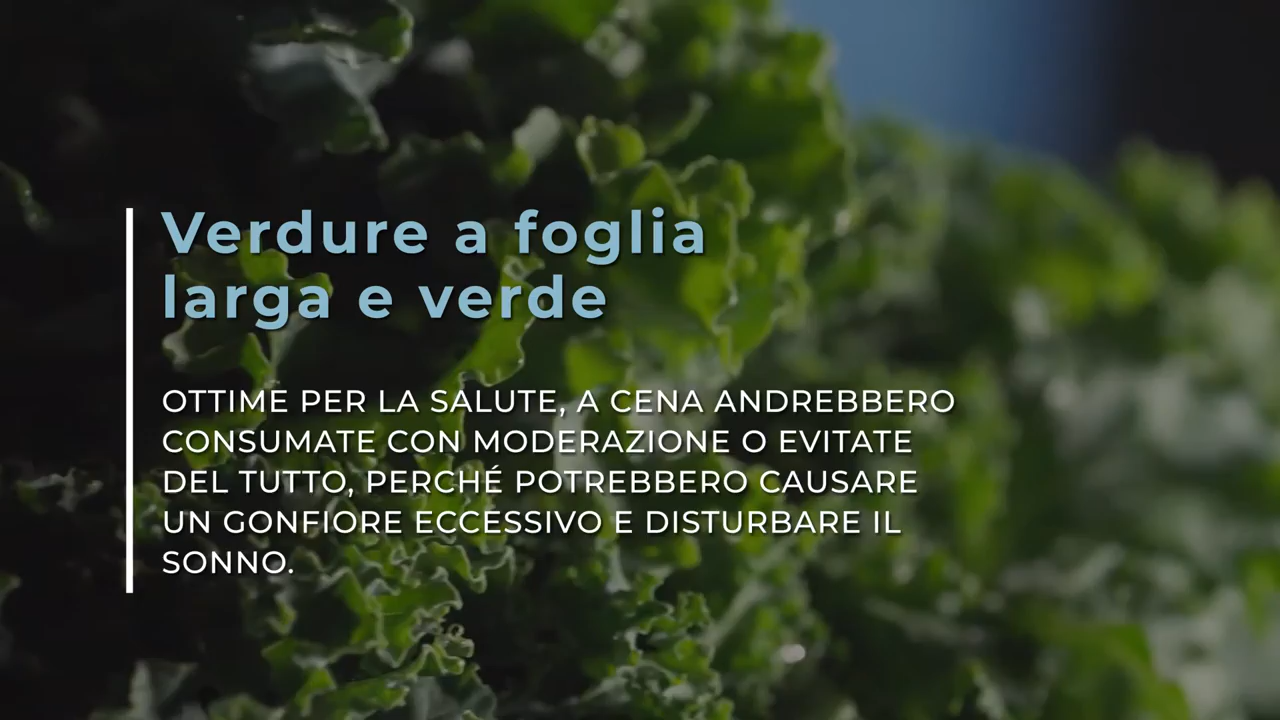 Verdure a foglia
larga e verde
OTTIME PER LA SALUTE, A CENA ANDREBBERO
CONSUMATE CON MODERAZIONE O EVITATE
DEL TUTTO, PERCHÉ POTREBBERO CAUSARE
UN GONFIORE ECCESSIVO E DISTURBARE IL
SONNO.